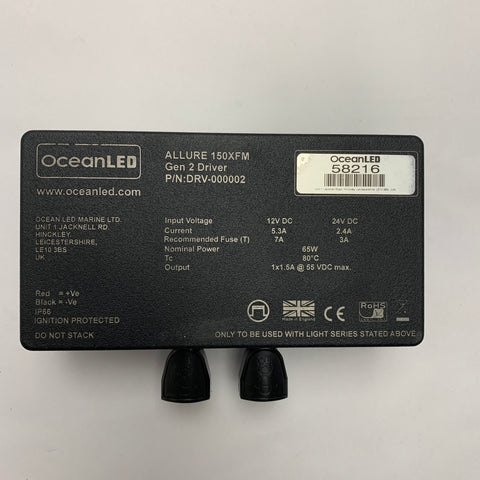 OceanLED
www.oceanled.com
ALLURE 150XFM
Gen 2 Driver
P/N:DRV-000002
OceanLED
58216
OCEAN LED MARINE LTD.
UNIT 1 JACKNELL RD.
HINCKLEY
LEICESTERSHIRE,
LE10 3BS
UK
Input Voltage 12V DC 24V DC
Current 5.3A 2.4A
Recommended Fuse (T) 7A 3A
Nominal Power 65W
Tc 80°C
Output 1x1.5A @ 55 VDC max.
Red = +Ve
Black = -Ve
IP66
IGNITION PROTECTED
DO NOT STACK
Made in England
RoHS
ONLY TO BE USED WITH LIGHT SERIES STATED ABOVE